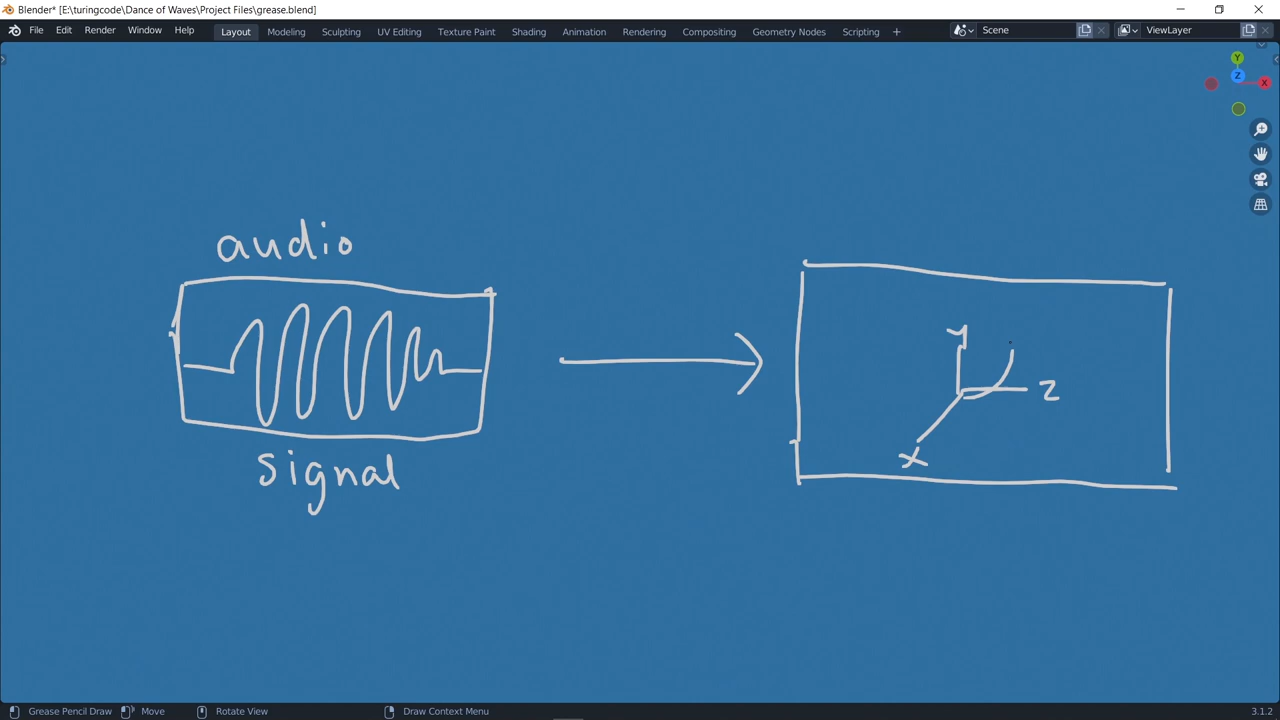 Blender* [E:\turingcode\Dance of Waves\Project Files\grease.blend]
File Edit Render Window Help Layout Modeling Sculpting UV Editing Texture Paint Shading Animation Rendering Compositing Geometry Nodes Scripting + Scene ViewLayer
Y
Z X
audio
y
z
x
signal
Grease Pencil Draw Move Rotate View Draw Context Menu 3.1.2